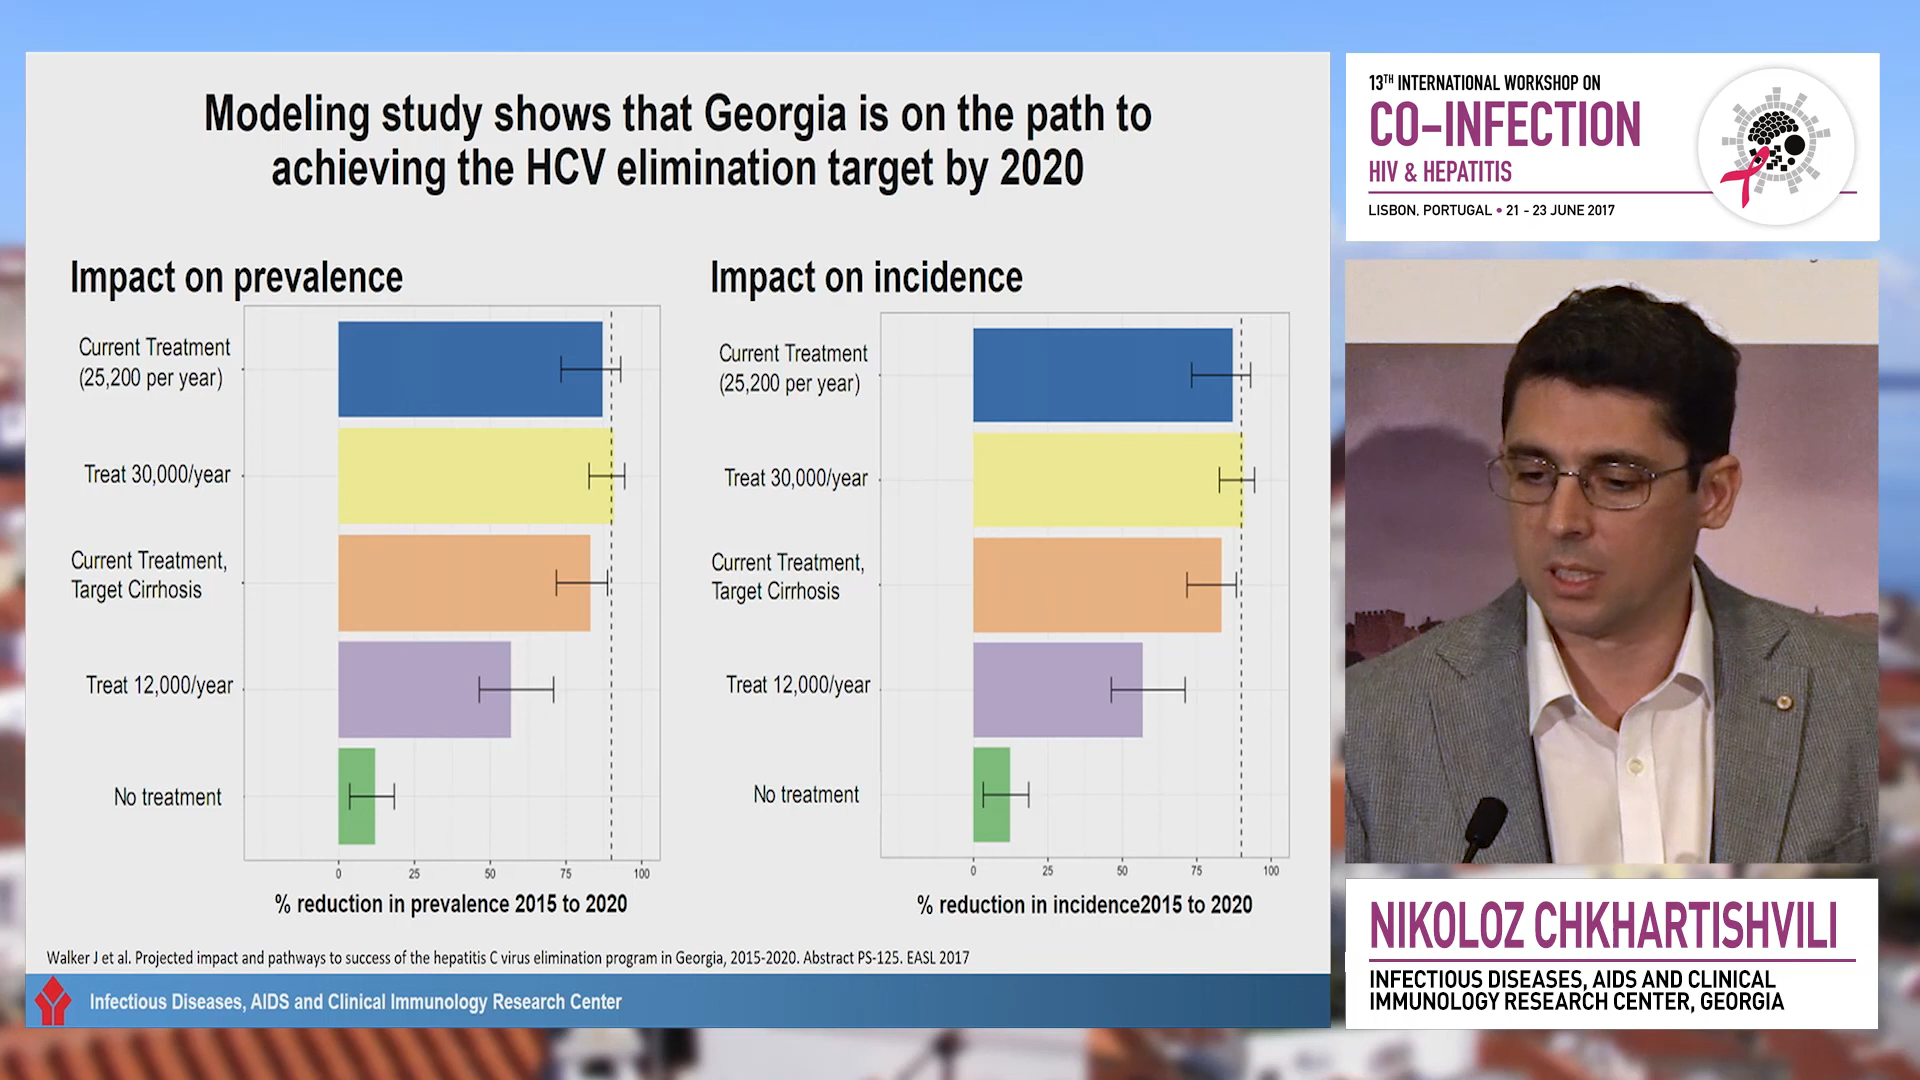 Modeling study shows that Georgia is on the path to
achieving the HCV elimination target by 2020
Impact on prevalence
Current Treatment
(25,200 per year)
Treat 30,000/year
Current Treatment,
Target Cirrhosis
Treat 12,000/year
No treatment
0 25 50 75 100
% reduction in prevalence 2015 to 2020
Impact on incidence
Current Treatment
(25,200 per year)
Treat 30,000/year
Current Treatment,
Target Cirrhosis
Treat 12,000/year
No treatment
0 25 50 75 100
% reduction in incidence2015 to 2020
Walker J et al. Projected impact and pathways to success of the hepatitis C virus elimination program in Georgia, 2015-2020. Abstract PS-125. EASL 2017
Infectious Diseases, AIDS and Clinical Immunology Research Center
13TH INTERNATIONAL WORKSHOP ON
CO-INFECTION
HIV & HEPATITIS
LISBON, PORTUGAL • 21 - 23 JUNE 2017
NIKOLOZ CHKHARTISHVILI
INFECTIOUS DISEASES, AIDS AND CLINICAL
IMMUNOLOGY RESEARCH CENTER, GEORGIA